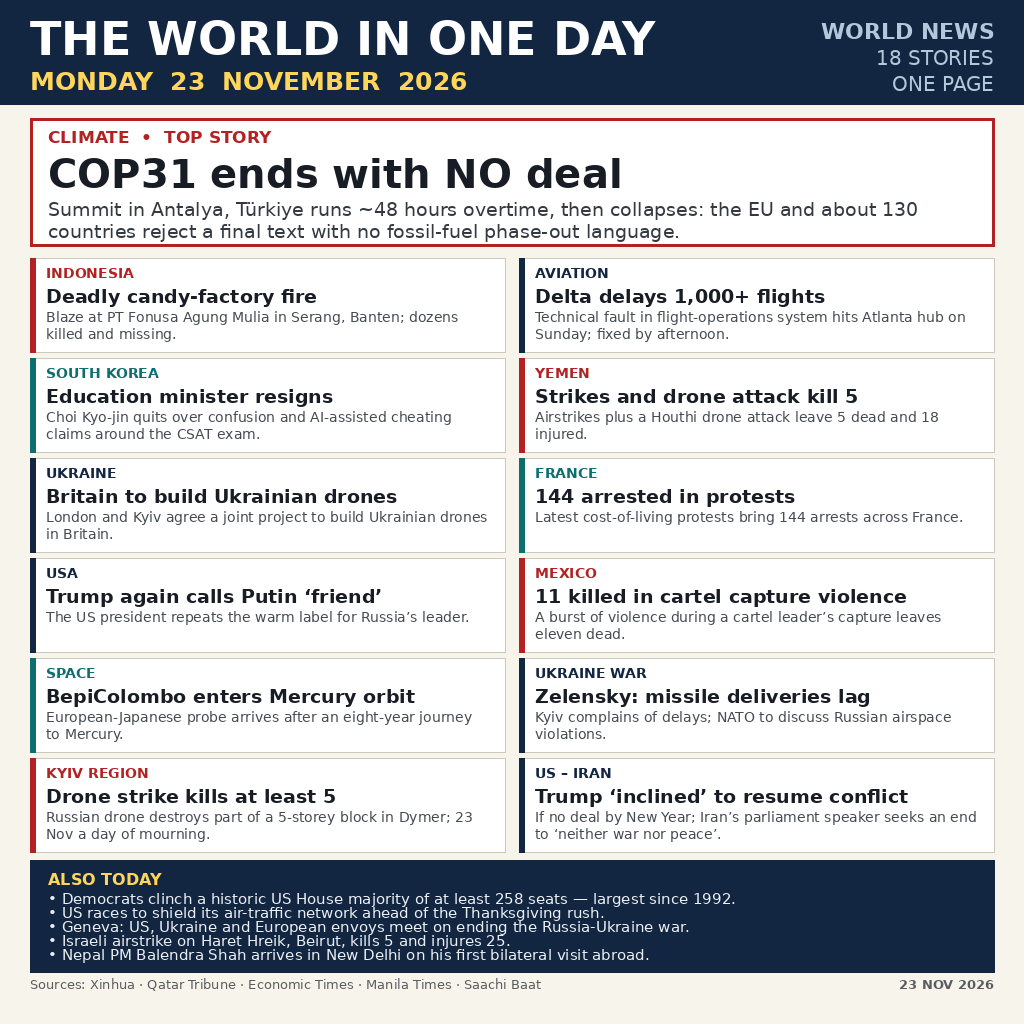 THE WORLD IN ONE DAY
MONDAY 23 NOVEMBER 2026
WORLD NEWS
18 STORIES
ONE PAGE
CLIMATE • TOP STORY
COP31 ends with NO deal
Summit in Antalya, Türkiye runs ~48 hours overtime, then collapses: the EU and about 130
countries reject a final text with no fossil-fuel phase-out language.
INDONESIA
Deadly candy-factory fire
Blaze at PT Fonusa Agung Mulia in Serang, Banten; dozens
killed and missing.
AVIATION
Delta delays 1,000+ flights
Technical fault in flight-operations system hits Atlanta hub on
Sunday; fixed by afternoon.
SOUTH KOREA
Education minister resigns
Choi Kyo-jin quits over confusion and AI-assisted cheating
claims around the CSAT exam.
YEMEN
Strikes and drone attack kill 5
Airstrikes plus a Houthi drone attack leave 5 dead and 18
injured.
UKRAINE
Britain to build Ukrainian drones
London and Kyiv agree a joint project to build Ukrainian drones
in Britain.
FRANCE
144 arrested in protests
Latest cost-of-living protests bring 144 arrests across France.
USA
Trump again calls Putin ‘friend’
The US president repeats the warm label for Russia’s leader.
MEXICO
11 killed in cartel capture violence
A burst of violence during a cartel leader’s capture leaves
eleven dead.
SPACE
BepiColombo enters Mercury orbit
European-Japanese probe arrives after an eight-year journey
to Mercury.
UKRAINE WAR
Zelensky: missile deliveries lag
Kyiv complains of delays; NATO to discuss Russian airspace
violations.
KYIV REGION
Drone strike kills at least 5
Russian drone destroys part of a 5-storey block in Dymer; 23
Nov a day of mourning.
US – IRAN
Trump ‘inclined’ to resume conflict
If no deal by New Year; Iran’s parliament speaker seeks an end
to ‘neither war nor peace’.
ALSO TODAY
• Democrats clinch a historic US House majority of at least 258 seats — largest since 1992.
• US races to shield its air-traffic network ahead of the Thanksgiving rush.
• Geneva: US, Ukraine and European envoys meet on ending the Russia-Ukraine war.
• Israeli airstrike on Haret Hreik, Beirut, kills 5 and injures 25.
• Nepal PM Balendra Shah arrives in New Delhi on his first bilateral visit abroad.
Sources: Xinhua · Qatar Tribune · Economic Times · Manila Times · Saachi Baat
23 NOV 2026